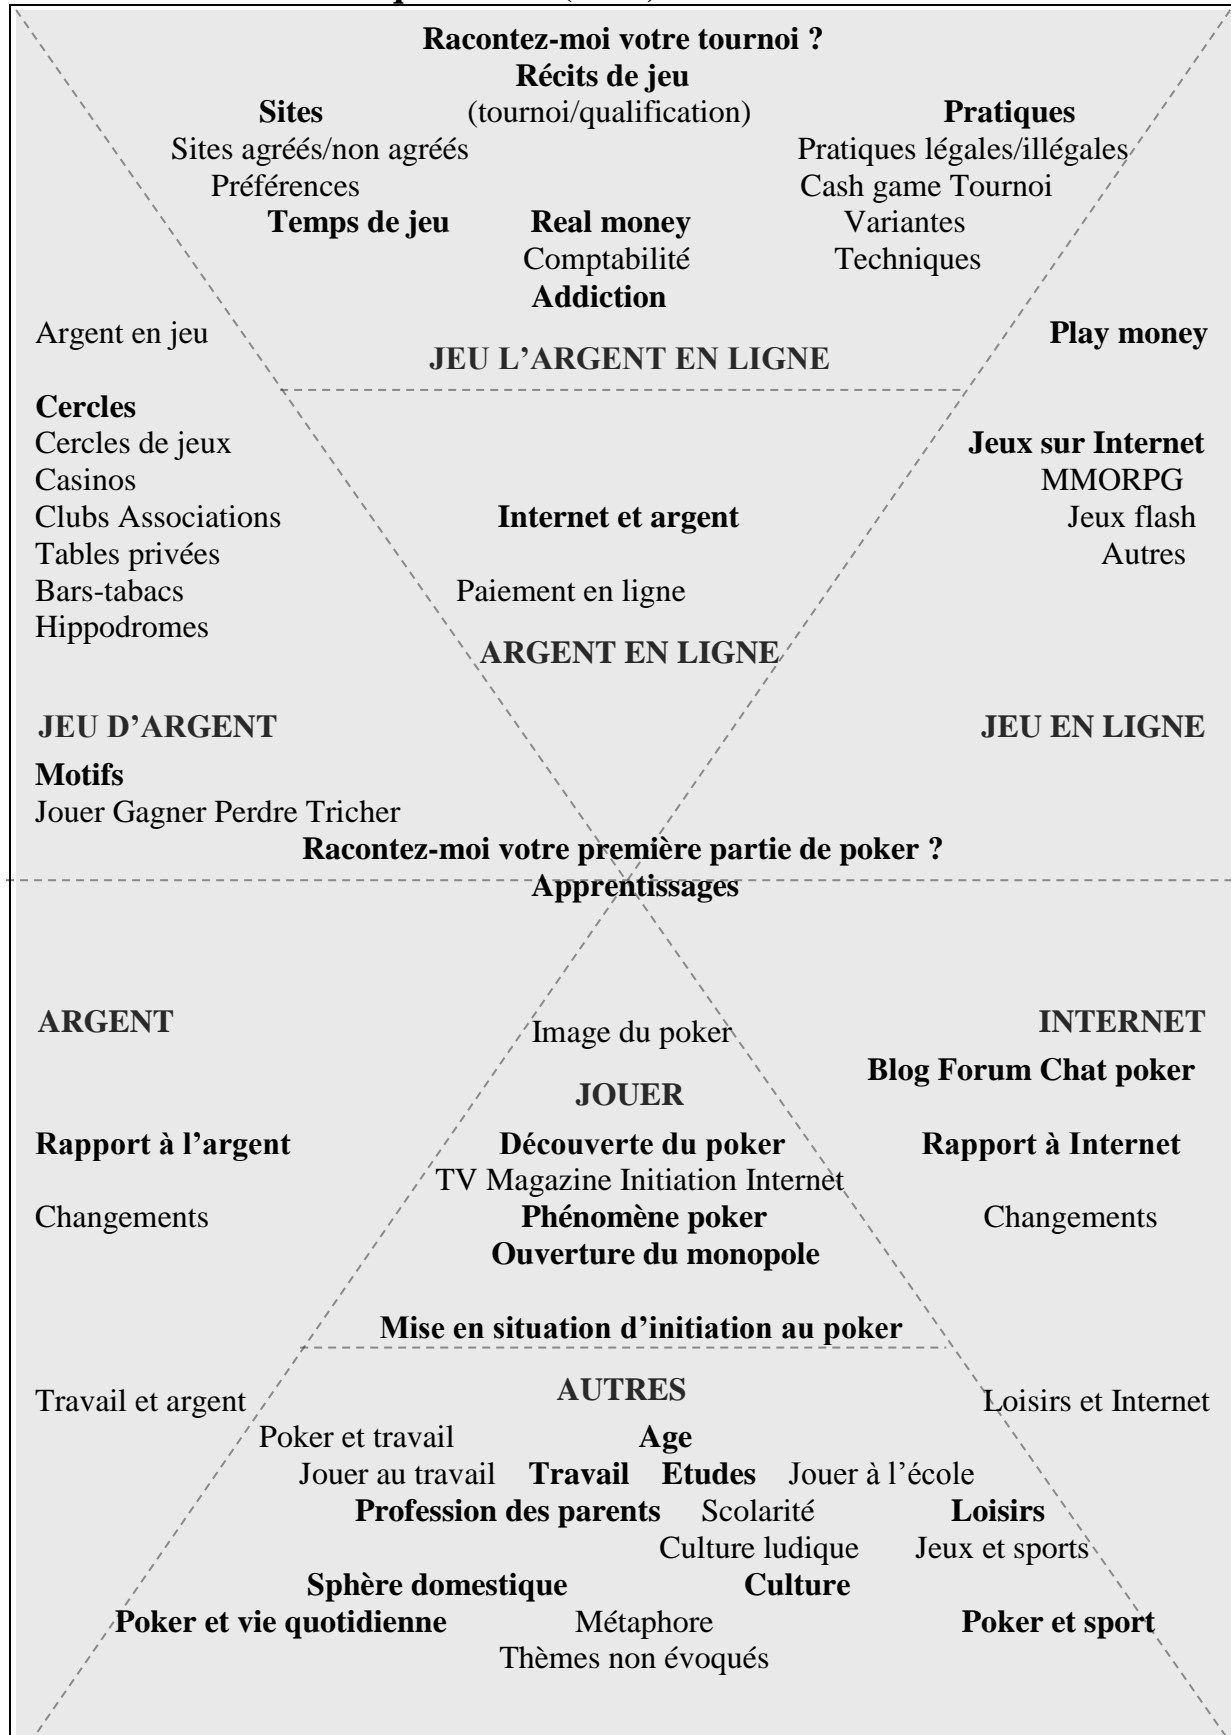 Racontez-moi votre tournoi ?
Récits de jeu
Sites (tournoi/qualification) Pratiques
Sites agréés/non agréés Pratiques légales/illégales
Préférences Cash game Tournoi
Temps de jeu Real money Variantes
Comptabilité Techniques
Addiction
Argent en jeu Play money
JEU L’ARGENT EN LIGNE
Cercles
Cercles de jeux Jeux sur Internet
Casinos MMORPG
Clubs Associations Internet et argent Jeux flash
Tables privées Autres
Bars-tabacs Paiement en ligne
Hippodromes
ARGENT EN LIGNE
JEU D’ARGENT JEU EN LIGNE
Motifs
Jouer Gagner Perdre Tricher
Racontez-moi votre première partie de poker ?
Apprentissages
ARGENT Image du poker INTERNET
Blog Forum Chat poker
JOUER
Rapport à l’argent Découverte du poker Rapport à Internet
TV Magazine Initiation Internet
Changements Phénomène poker Changements
Ouverture du monopole
Mise en situation d’initiation au poker
AUTRES
Travail et argent Loisirs et Internet
Poker et travail Age
Jouer au travail Travail Etudes Jouer à l’école
Profession des parents Scolarité Loisirs
Culture ludique Jeux et sports
Sphère domestique Culture
Poker et vie quotidienne Métaphore Poker et sport
Thèmes non évoqués